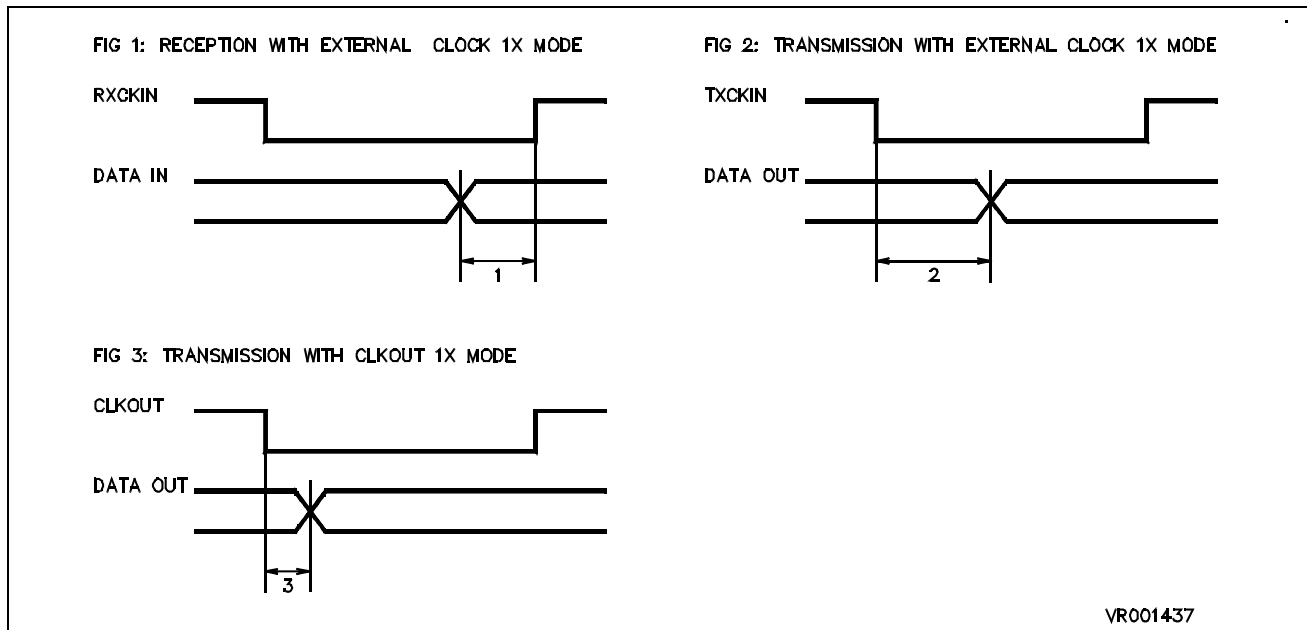 FIG 1: RECEPTION WITH EXTERNAL CLOCK 1X MODE
RXCKIN
DATA IN
1
FIG 2: TRANSMISSION WITH EXTERNAL CLOCK 1X MODE
TXCKIN
DATA OUT
2
FIG 3: TRANSMISSION WITH CLKOUT 1X MODE
CLKOUT
DATA OUT
3
VR001437